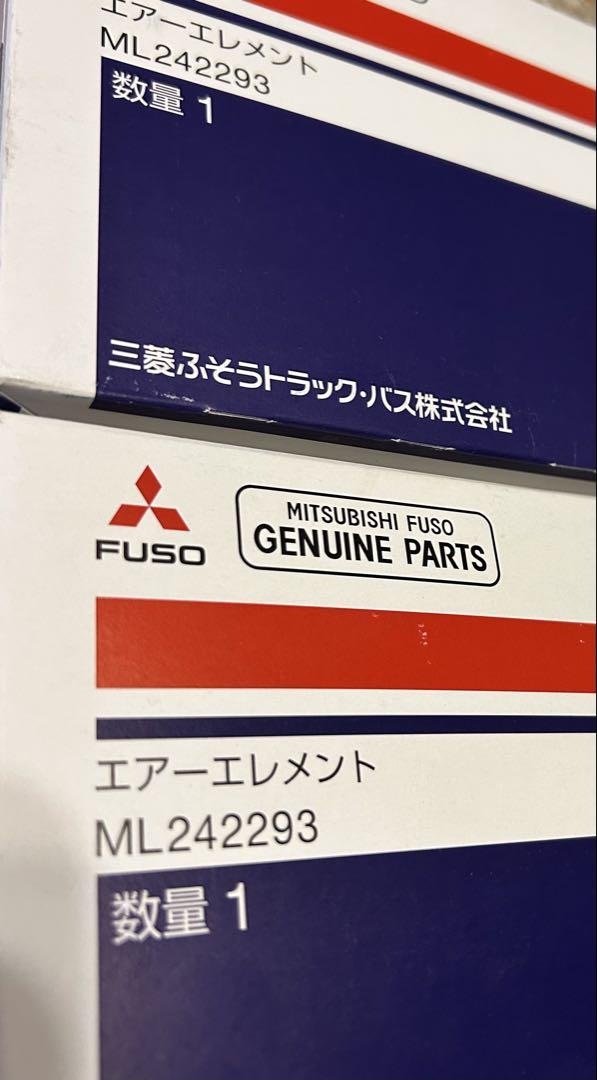 エアーエレメント
ML242293
数量 1
三菱ふそうトラック・バス株式会社
FUSO
MITSUBISHI FUSO
GENUINE PARTS
エアーエレメント
ML242293
数量 1